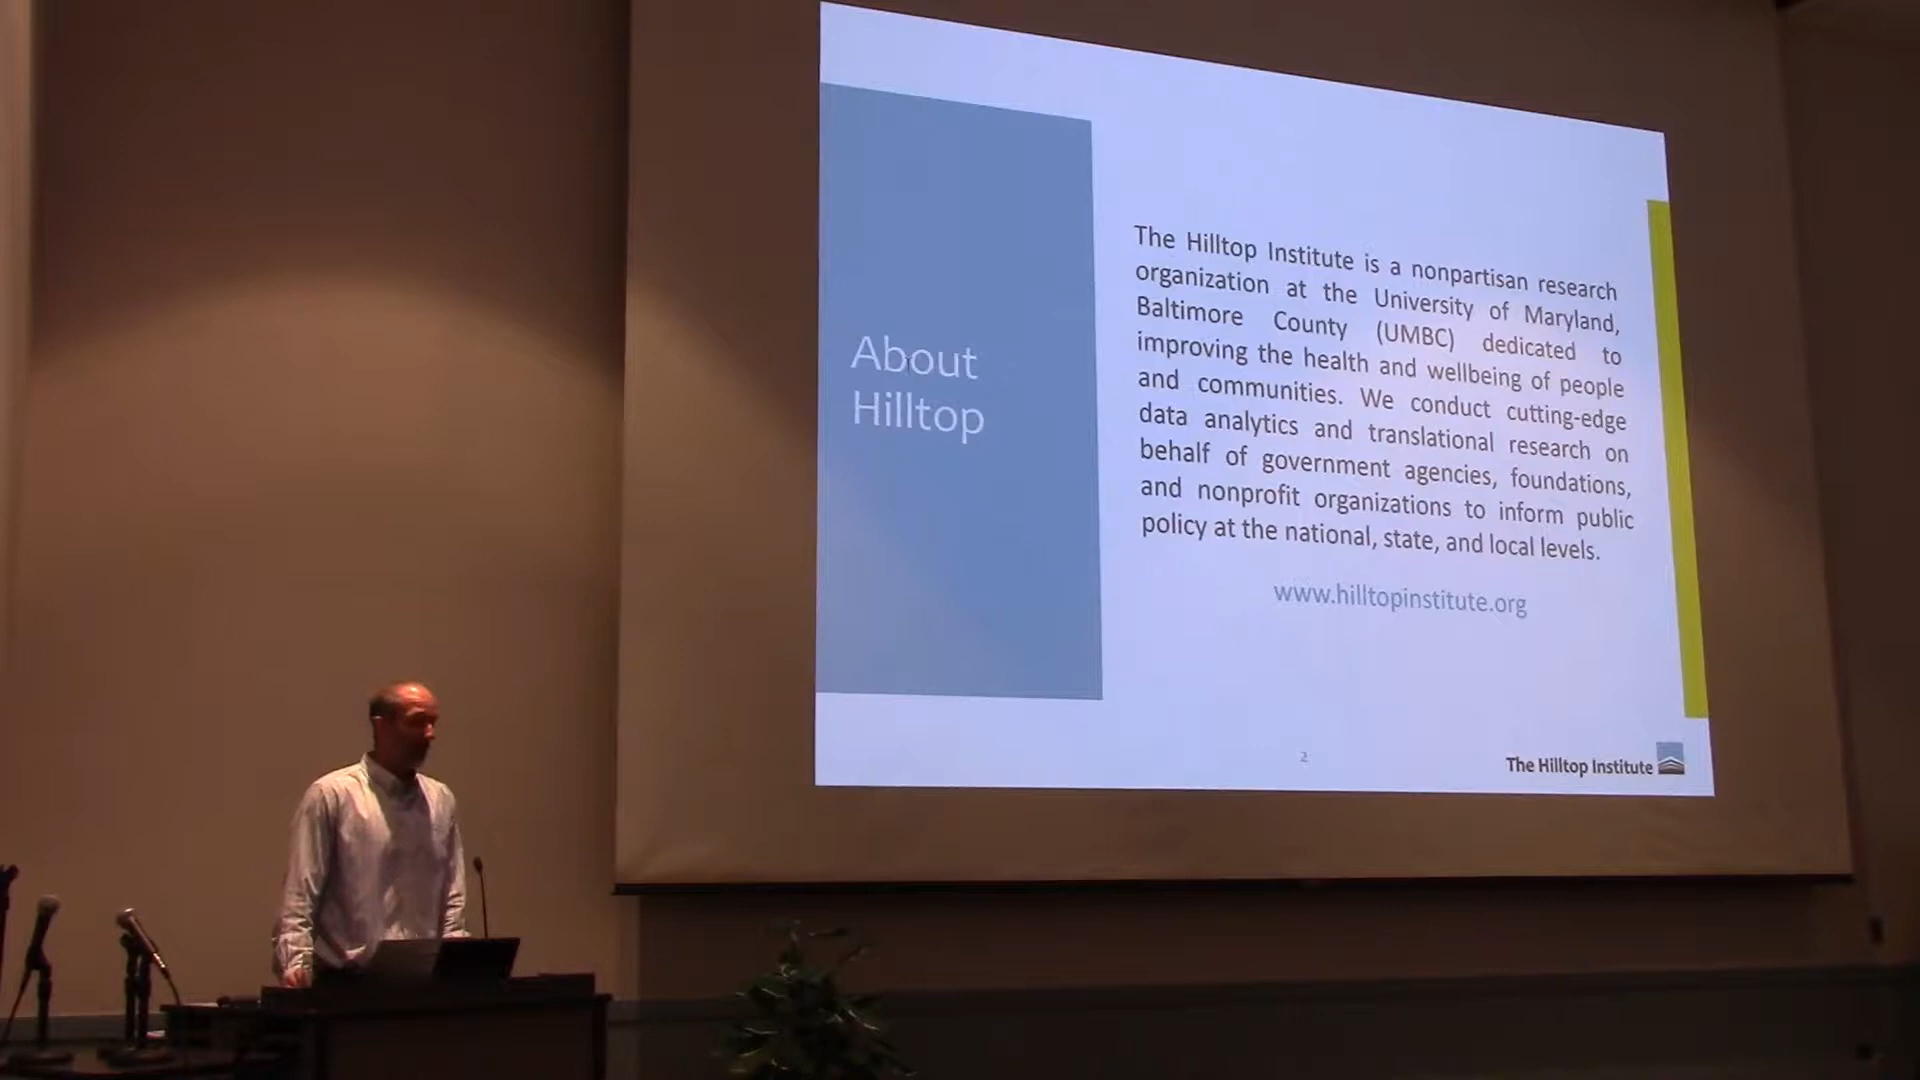 About
Hilltop
The Hilltop Institute is a nonpartisan research
organization at the University of Maryland,
Baltimore County (UMBC) dedicated to
improving the health and wellbeing of people
and communities. We conduct cutting-edge
data analytics and translational research on
behalf of government agencies, foundations,
and nonprofit organizations to inform public
policy at the national, state, and local levels.
www.hilltopinstitute.org
2
The Hilltop Institute